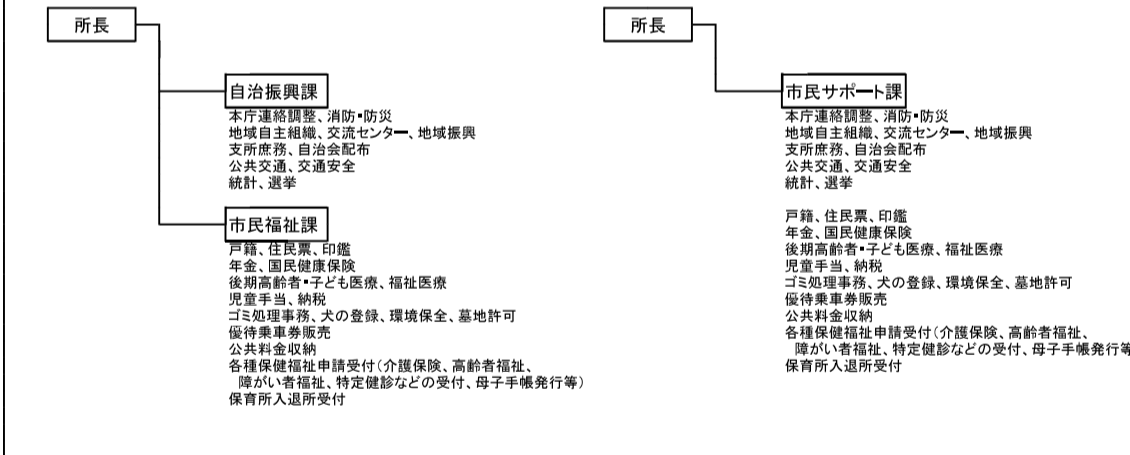 所長
自治振興課
本庁連絡調整、消防・防災
地域自主組織、交流センター、地域振興
支所庶務、自治会配布
公共交通、交通安全
統計、選挙
市民福祉課
戸籍、住民票、印鑑
年金、国民健康保険
後期高齢者・子ども医療、福祉医療
児童手当、納税
ゴミ処理事務、犬の登録、環境保全、墓地許可
優待乗車券販売
公共料金収納
各種保健福祉申請受付(介護保険、高齢者福祉、
障がい者福祉、特定健診などの受付、母子手帳発行等)
保育所入退所受付
所長
市民サポート課
本庁連絡調整、消防・防災
地域自主組織、交流センター、地域振興
支所庶務、自治会配布
公共交通、交通安全
統計、選挙
戸籍、住民票、印鑑
年金、国民健康保険
後期高齢者・子ども医療、福祉医療
児童手当、納税
ゴミ処理事務、犬の登録、環境保全、墓地許可
優待乗車券販売
公共料金収納
各種保健福祉申請受付(介護保険、高齢者福祉、
障がい者福祉、特定健診などの受付、母子手帳発行等
保育所入退所受付